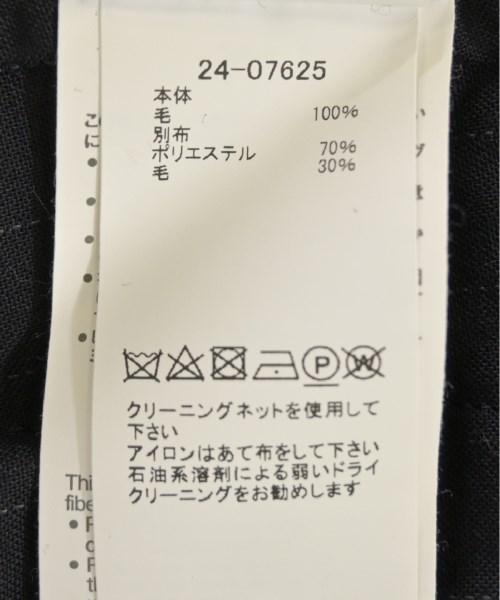 24-07625
本体
毛 100%
別布
ポリエステル 70%
毛 30%
P W
クリーニングネットを使用して
下さい
アイロンはあて布をして下さい
石油系溶剤による弱いドライ
クリーニングをお勧めします
Thi
fibe